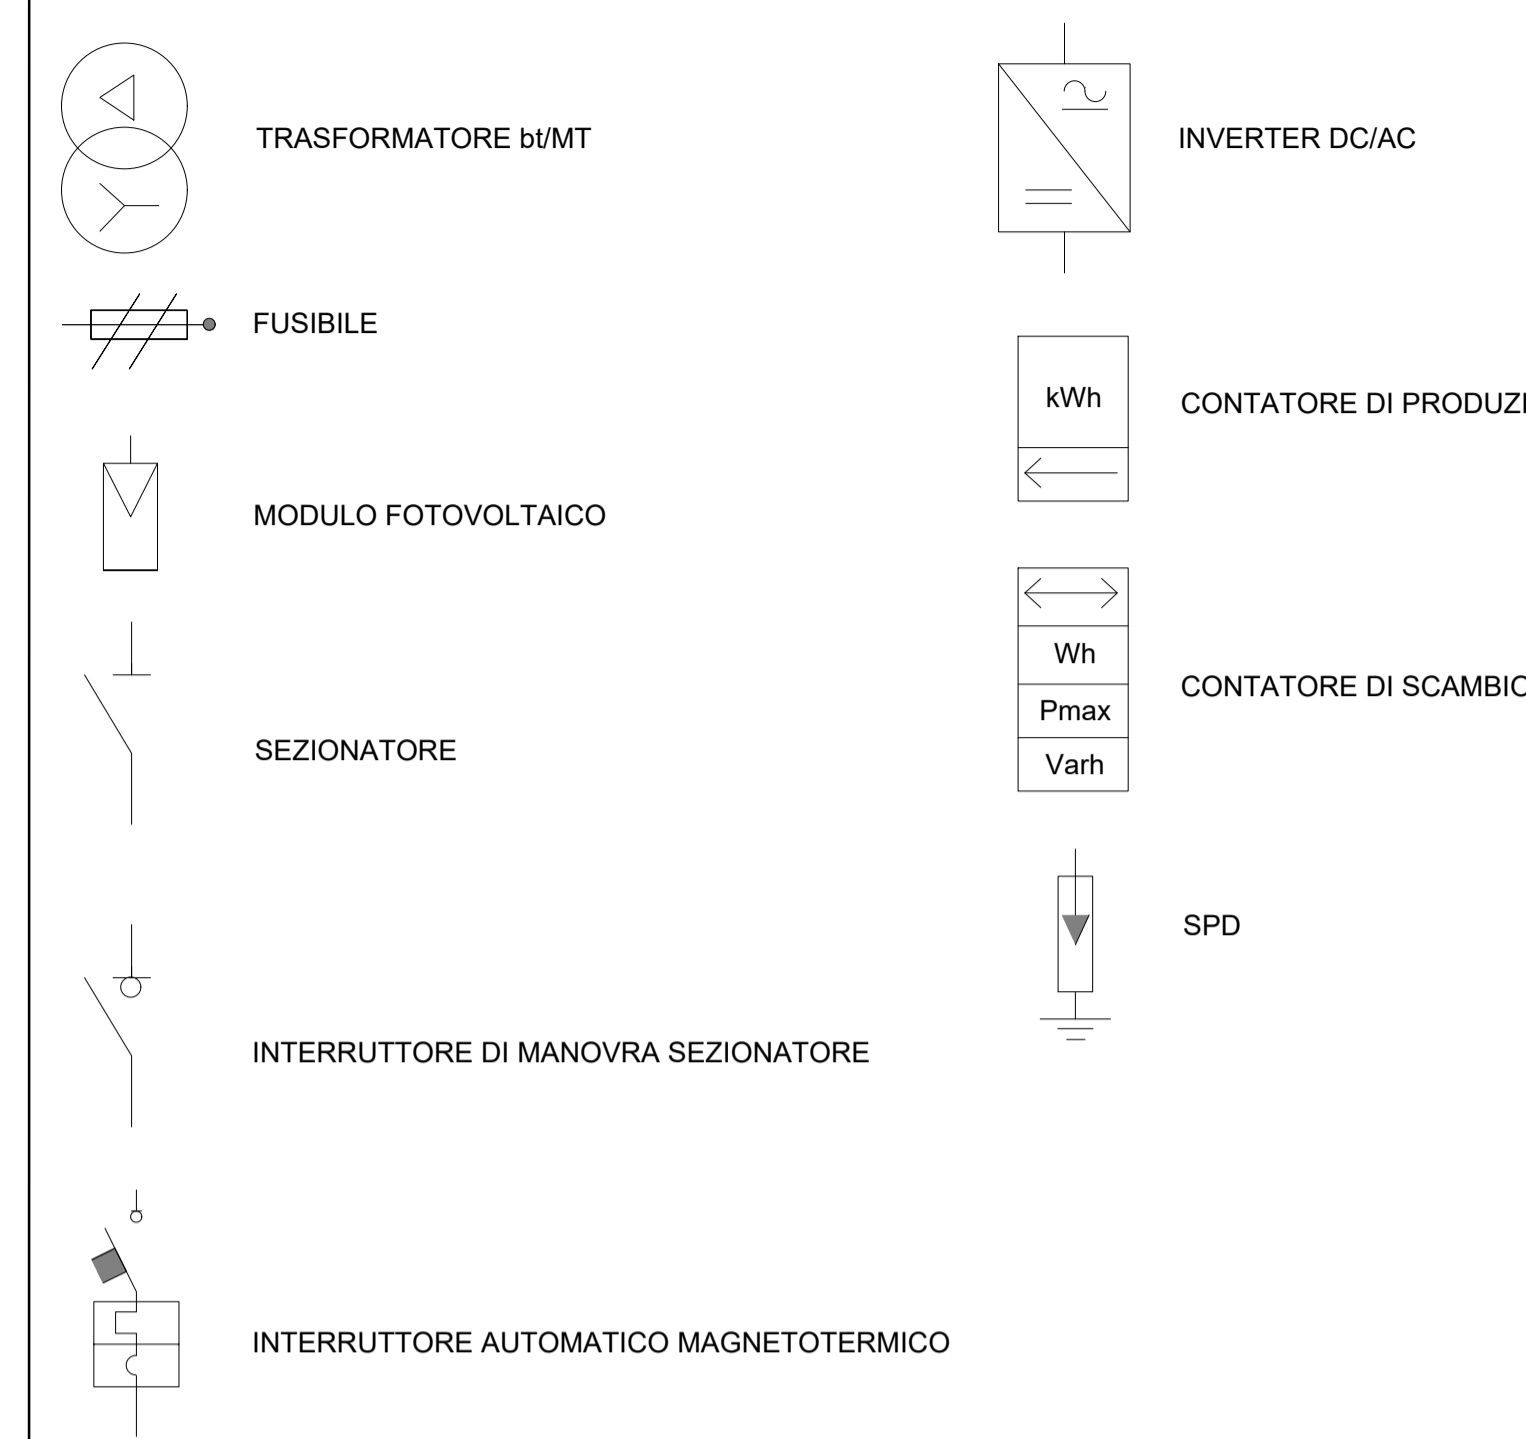 TRASFORMATORE bt/MT
FUSIBILE
MODULO FOTOVOLTAICO
SEZIONATORE
INTERRUTTORE DI MANOVRA SEZIONATORE
INTERRUTTORE AUTOMATICO MAGNETOTERMICO
INVERTER DC/AC
kWh
CONTATORE DI PRODUZI
Wh
Pmax
Varh
CONTATORE DI SCAMBIO
SPD